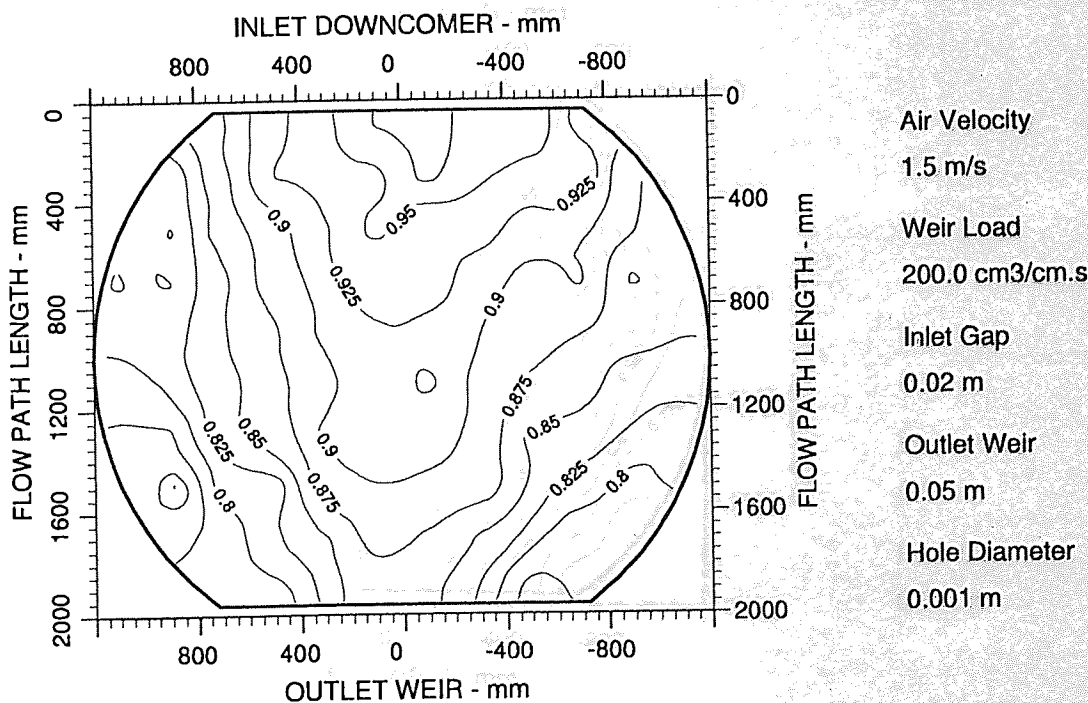 INLET DOWNCOMER - mm
800 400 0 -400 -800
0
400
800
1200
1600
2000
FLOW PATH LENGTH - mm
0.9
0.925
0.95
0.925
0.9
0.875
0.85
0.825
0.8
0.825
0.85
0.8
0.9
0.875
0
400
800
1200
1600
2000
FLOW PATH LENGTH - mm
800 400 0 -400 -800
OUTLET WEIR - mm
Air Velocity
1.5 m/s
Weir Load
200.0 cm3/cm.s
Inlet Gap
0.02 m
Outlet Weir
0.05 m
Hole Diameter
0.001 m